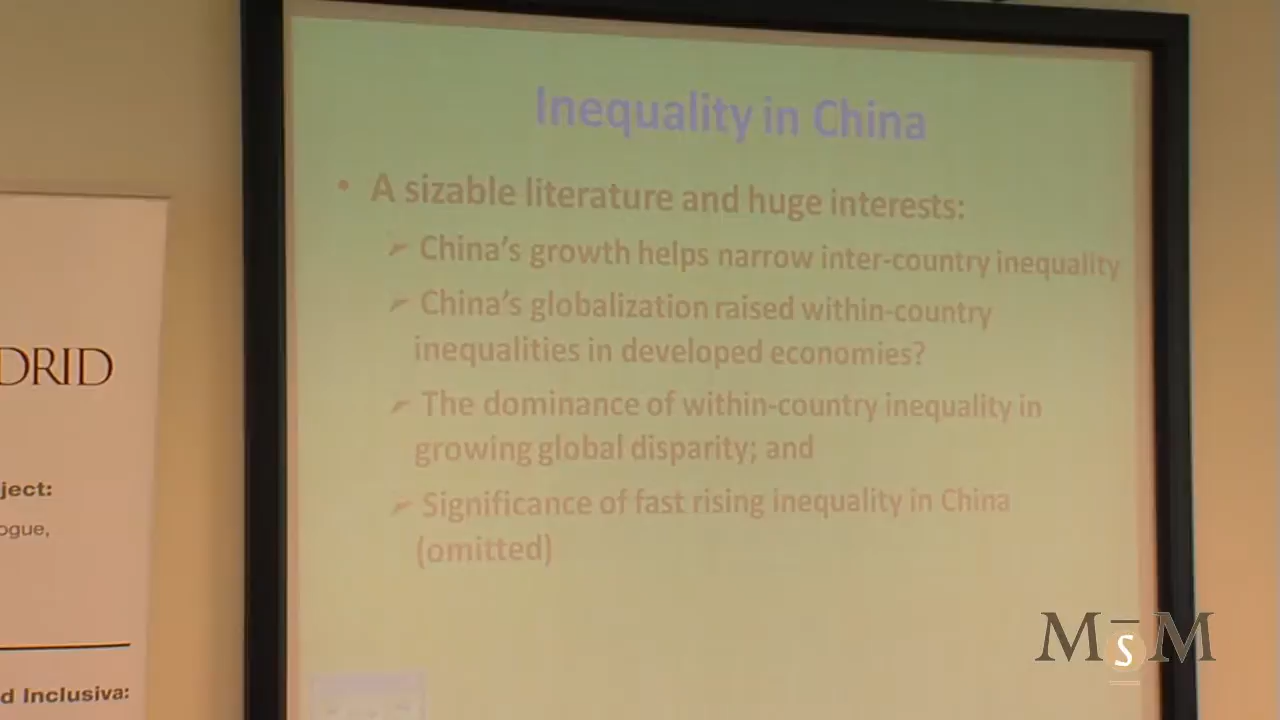 Inequality in China
• A sizable literature and huge interests:
➢ China's growth helps narrow inter-country inequality
➢ China's globalization raised within-country
inequalities in developed economies?
➢ The dominance of within-country inequality in
growing global disparity; and
➢ Significance of fast rising inequality in China
(omitted)
DRID
ject:
ogue,
d Inclusiva:
MSM